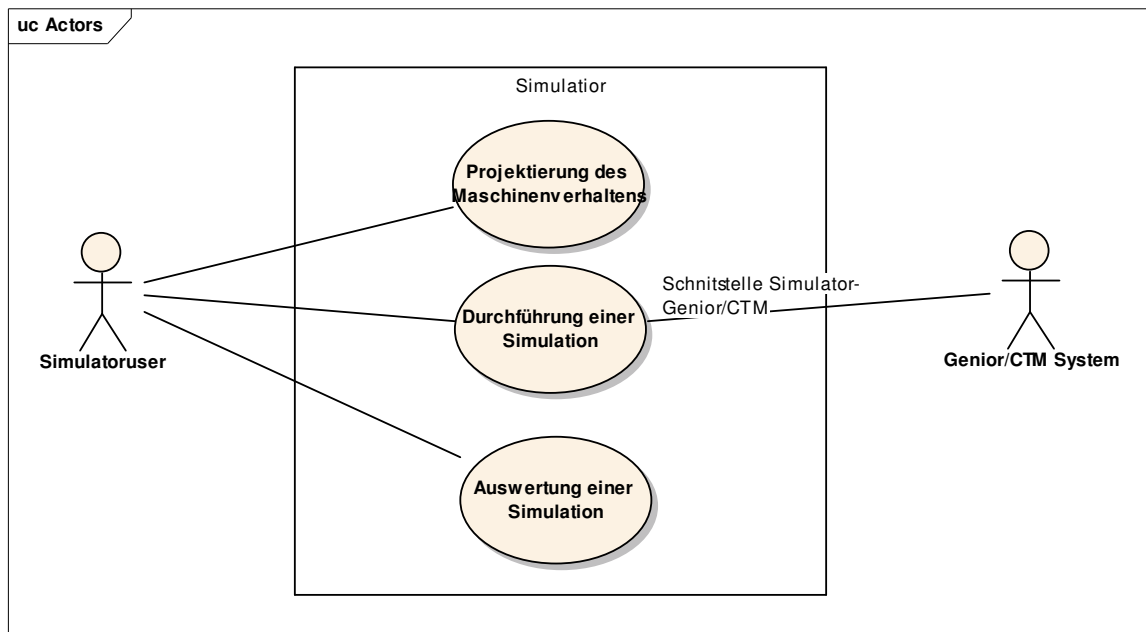 uc Actors
Simulatior
Projektierung des
Maschinenverhaltens
Schnitstelle Simulator-
Genior/CTM
Durchführung einer
Simulation
Simulatoruser
Genior/CTM System
Auswertung einer
Simulation